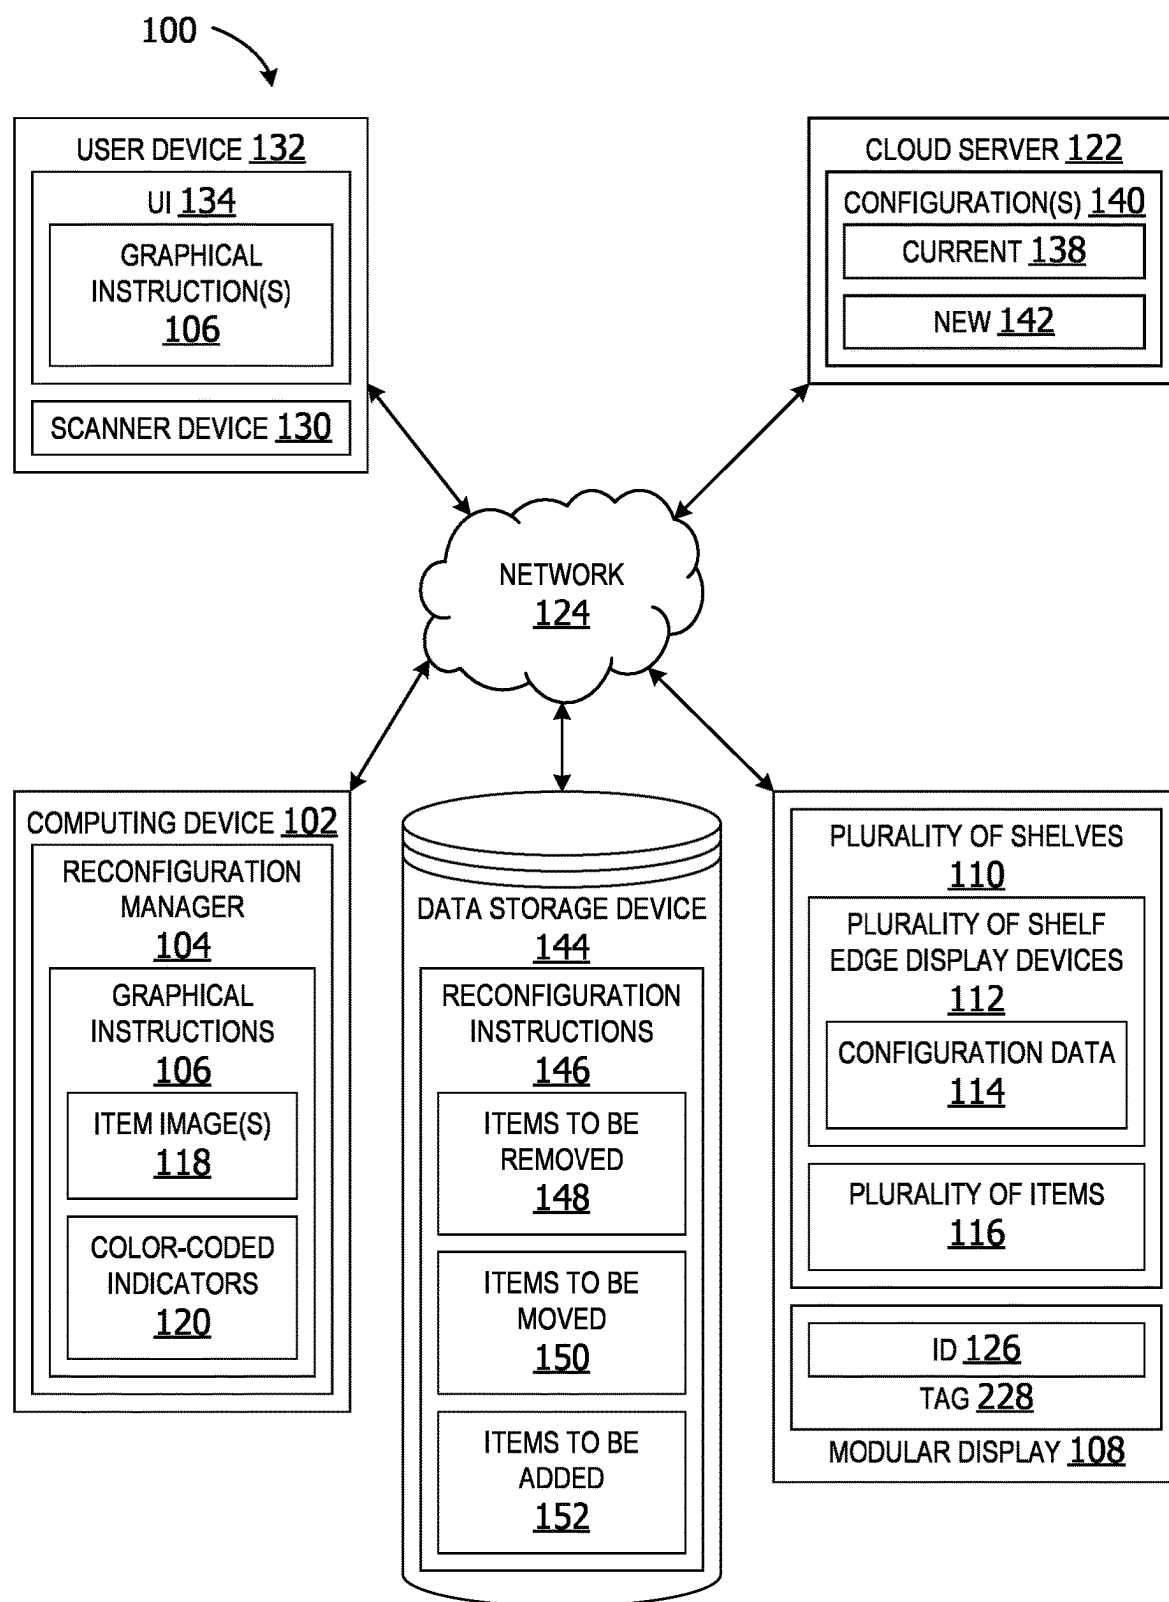 100
USER DEVICE 132
UI 134
GRAPHICAL
INSTRUCTION(S)
106
SCANNER DEVICE 130
CLOUD SERVER 122
CONFIGURATION(S) 140
CURRENT 138
NEW 142
NETWORK
124
COMPUTING DEVICE 102
RECONFIGURATION
MANAGER
104
GRAPHICAL
INSTRUCTIONS
106
ITEM IMAGE(S)
118
COLOR-CODED
INDICATORS
120
DATA STORAGE DEVICE
144
RECONFIGURATION
INSTRUCTIONS
146
ITEMS TO BE
REMOVED
148
ITEMS TO BE
MOVED
150
ITEMS TO BE
ADDED
152
PLURALITY OF SHELVES
110
PLURALITY OF SHELF
EDGE DISPLAY DEVICES
112
CONFIGURATION DATA
114
PLURALITY OF ITEMS
116
ID 126
TAG 228
MODULAR DISPLAY 108